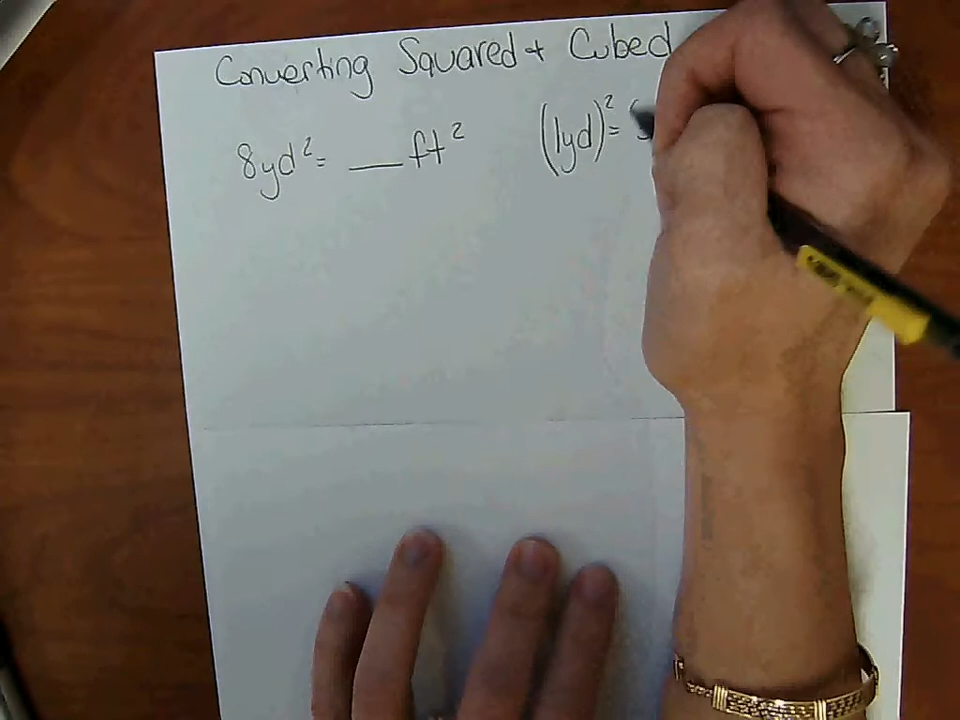 Converting Squared + Cubed
8yd² = ___ ft² (1yd)² = (